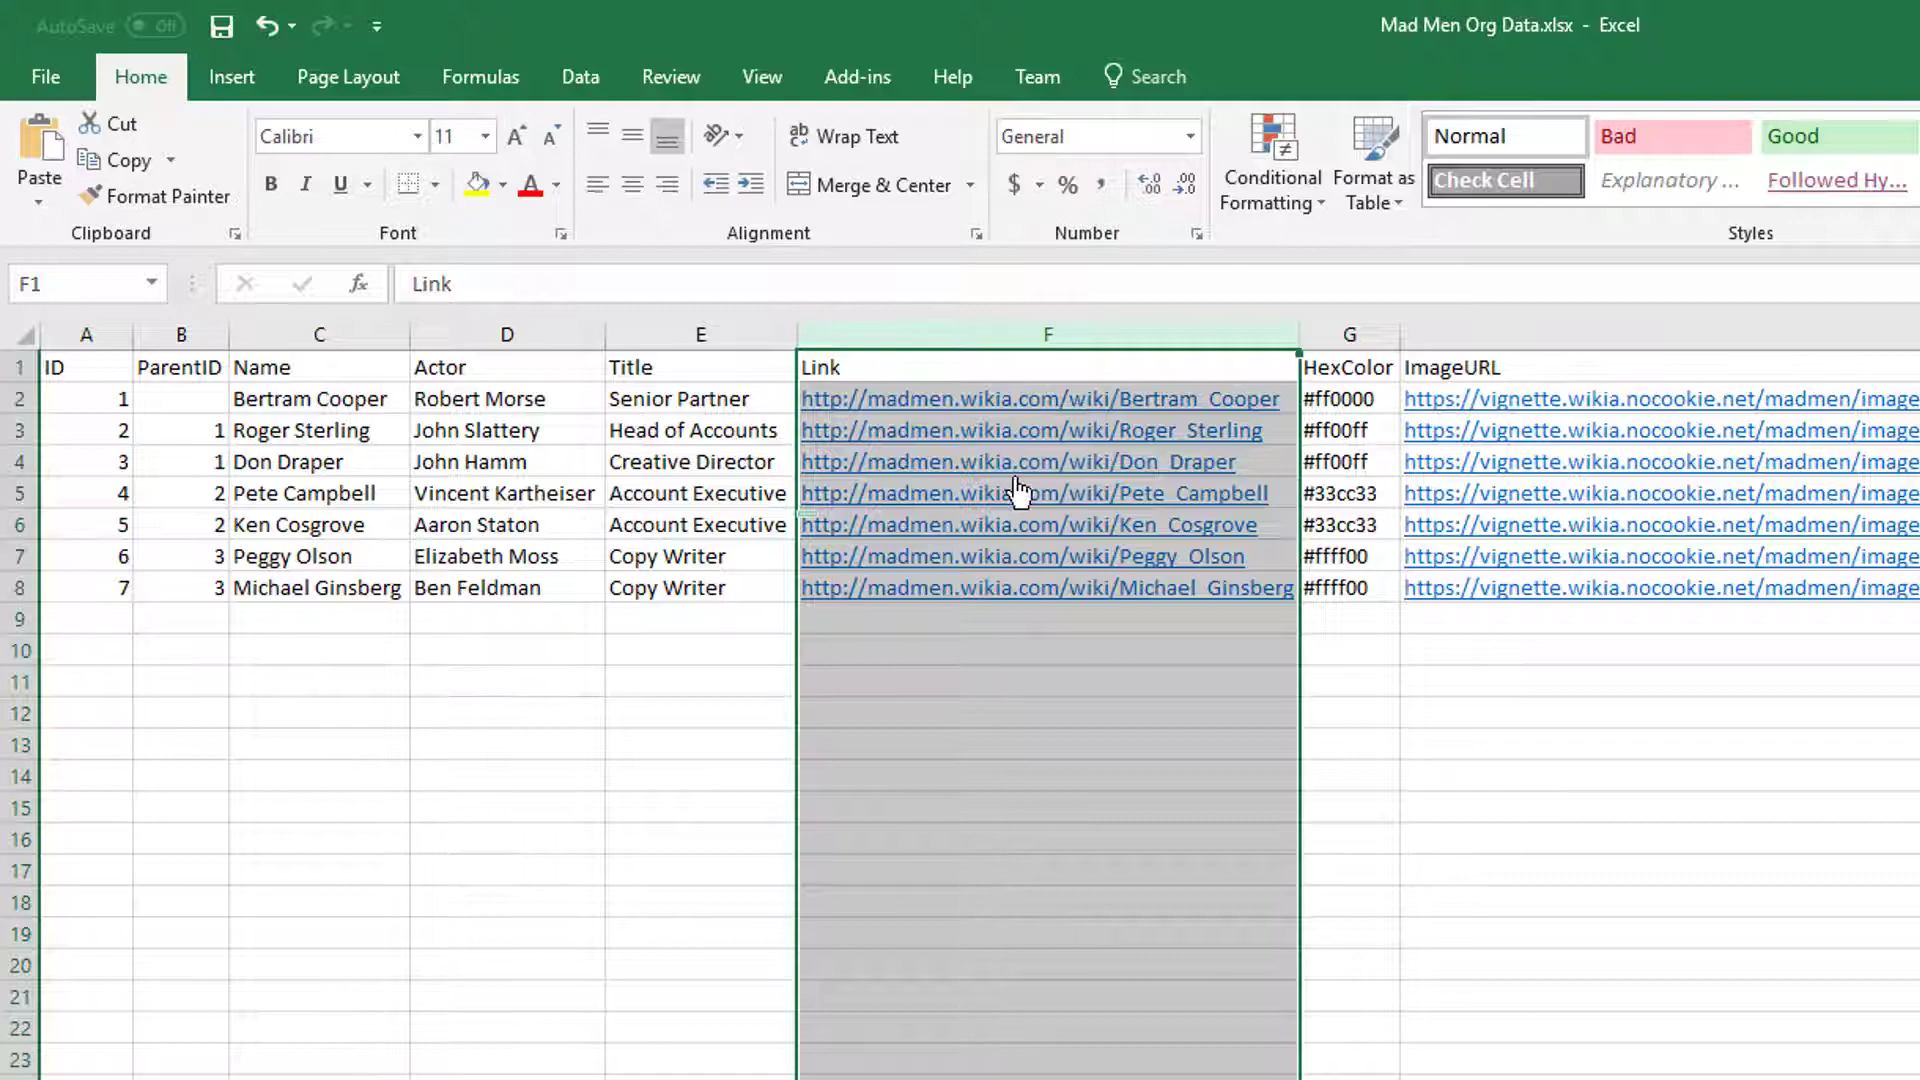 AutoSave Off
Mad Men Org Data.xlsx - Excel
File Home Insert Page Layout Formulas Data Review View Add-ins Help Team Search
Paste
Cut
Copy
Format Painter
Clipboard
Calibri 11
B I U
Font
Wrap Text
Merge & Center
Alignment
General
$ % ,
Number
Conditional Formatting
Format as Table
Normal Bad Good
Check Cell Explanatory ... Followed Hy...
Styles
F1 fx Link
A B C D E F G
1 ID ParentID Name Actor Title Link HexColor ImageURL
2 1 Bertram Cooper Robert Morse Senior Partner http://madmen.wikia.com/wiki/Bertram_Cooper #ff0000 https://vignette.wikia.nocookie.net/madmen/image
3 2 1 Roger Sterling John Slattery Head of Accounts http://madmen.wikia.com/wiki/Roger_Sterling #ff00ff https://vignette.wikia.nocookie.net/madmen/image
4 3 1 Don Draper John Hamm Creative Director http://madmen.wikia.com/wiki/Don_Draper #ff00ff https://vignette.wikia.nocookie.net/madmen/image
5 4 2 Pete Campbell Vincent Kartheiser Account Executive http://madmen.wikia.com/wiki/Pete_Campbell #33cc33 https://vignette.wikia.nocookie.net/madmen/image
6 5 2 Ken Cosgrove Aaron Staton Account Executive http://madmen.wikia.com/wiki/Ken_Cosgrove #33cc33 https://vignette.wikia.nocookie.net/madmen/image
7 6 3 Peggy Olson Elizabeth Moss Copy Writer http://madmen.wikia.com/wiki/Peggy_Olson #ffff00 https://vignette.wikia.nocookie.net/madmen/image
8 7 3 Michael Ginsberg Ben Feldman Copy Writer http://madmen.wikia.com/wiki/Michael_Ginsberg #ffff00 https://vignette.wikia.nocookie.net/madmen/image
9
10
11
12
13
14
15
16
17
18
19
20
21
22
23